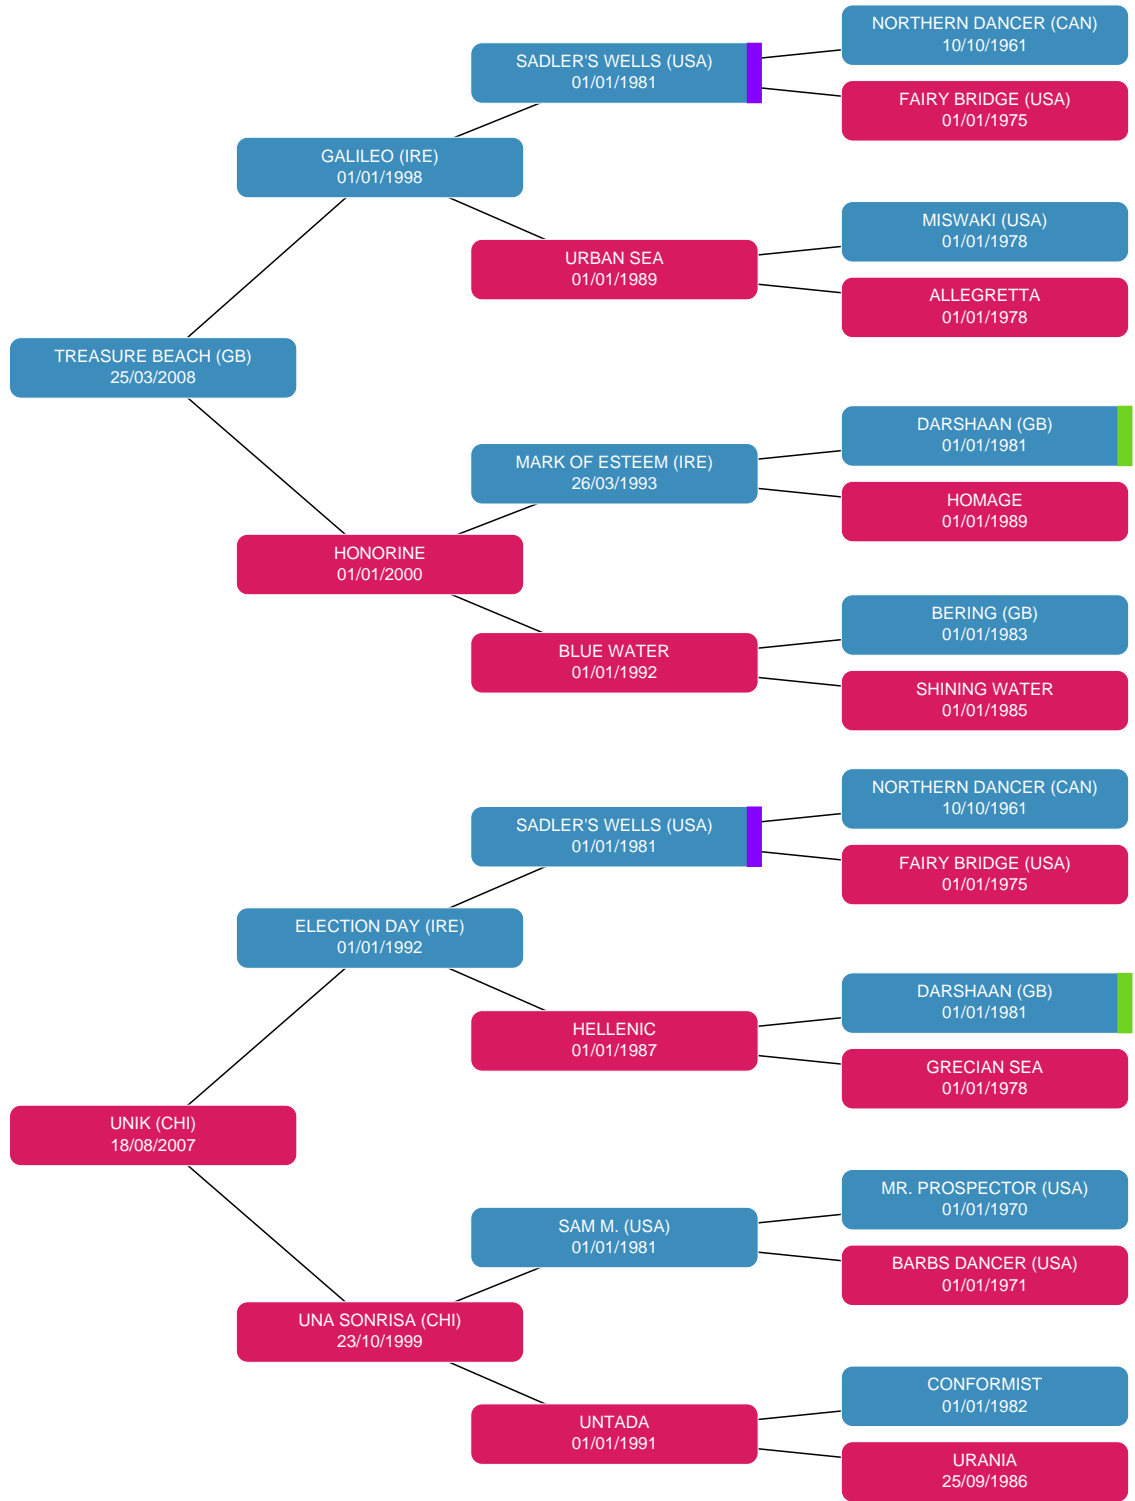 NORTHERN DANCER (CAN)
10/10/1961
SADLER'S WELLS (USA)
01/01/1981
FAIRY BRIDGE (USA)
01/01/1975
GALILEO (IRE)
01/01/1998
MISWAKI (USA)
01/01/1978
URBAN SEA
01/01/1989
ALLEGRETTA
01/01/1978
TREASURE BEACH (GB)
25/03/2008
DARSHAAN (GB)
01/01/1981
MARK OF ESTEEM (IRE)
26/03/1993
HOMAGE
01/01/1989
HONORINE
01/01/2000
BERING (GB)
01/01/1983
BLUE WATER
01/01/1992
SHINING WATER
01/01/1985
NORTHERN DANCER (CAN)
10/10/1961
SADLER'S WELLS (USA)
01/01/1981
FAIRY BRIDGE (USA)
01/01/1975
ELECTION DAY (IRE)
01/01/1992
DARSHAAN (GB)
01/01/1981
HELLENIC
01/01/1987
GRECIAN SEA
01/01/1978
UNIK (CHI)
18/08/2007
MR. PROSPECTOR (USA)
01/01/1970
SAM M. (USA)
01/01/1981
BARBS DANCER (USA)
01/01/1971
UNA SONRISA (CHI)
23/10/1999
CONFORMIST
01/01/1982
UNTADA
01/01/1991
URANIA
25/09/1986